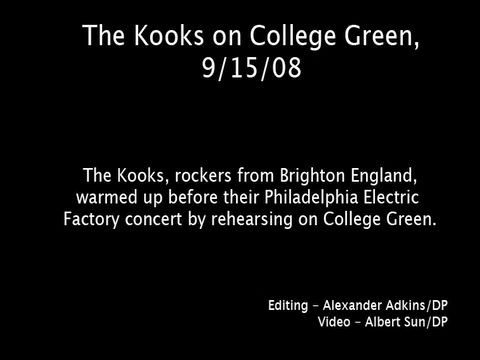 The Kooks on College Green,
9/15/08
The Kooks, rockers from Brighton England,
warmed up before their Philadelphia Electric
Factory concert by rehearsing on College Green.
Editing - Alexander Adkins/DP
Video - Albert Sun/DP